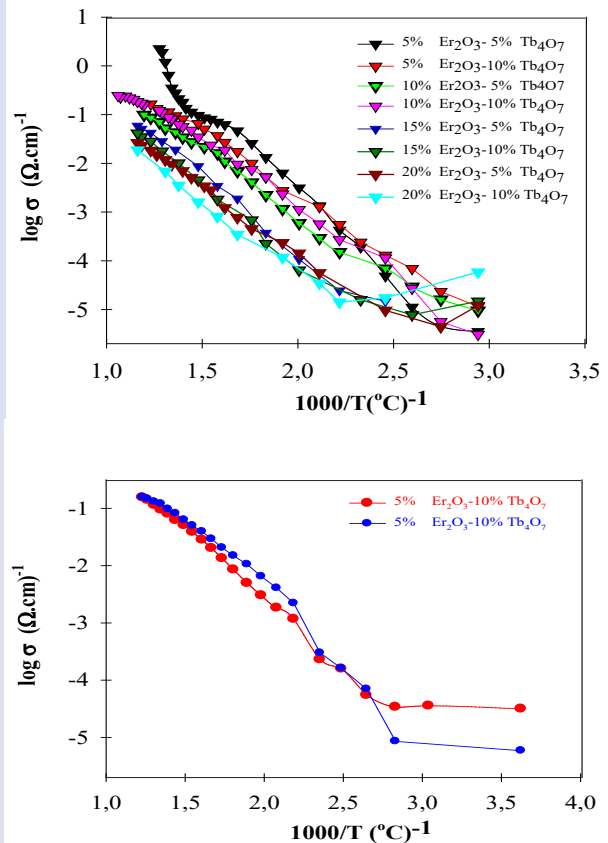 1
0
-1
-2
-3
-4
-5
log σ (Ω.cm)⁻¹
5% Er₂O₃- 5% Tb₄O₇
5% Er₂O3-10% Tb₄O₇
10% Er2O3- 5% Tb4O7
10% Er₂O₃-10% Tb₄O₇
15% Er₂O₃- 5% Tb₄O₇
15% Er₂O₃-10% Tb₄O₇
20% Er₂O₃- 5% Tb₄O₇
20% Er₂O₃- 10% Tb₄O₇
1,0 1,5 2,0 2,5 3,0 3,5
1000/T(ºC)⁻¹
-1
-2
-3
-4
-5
log σ (Ω.cm)⁻¹
5% Er₂O₃-10% Tb₄O₇
5% Er₂O₃-10% Tb₄O₇
1,0 1,5 2,0 2,5 3,0 3,5 4,0
1000/T (ºC)⁻¹